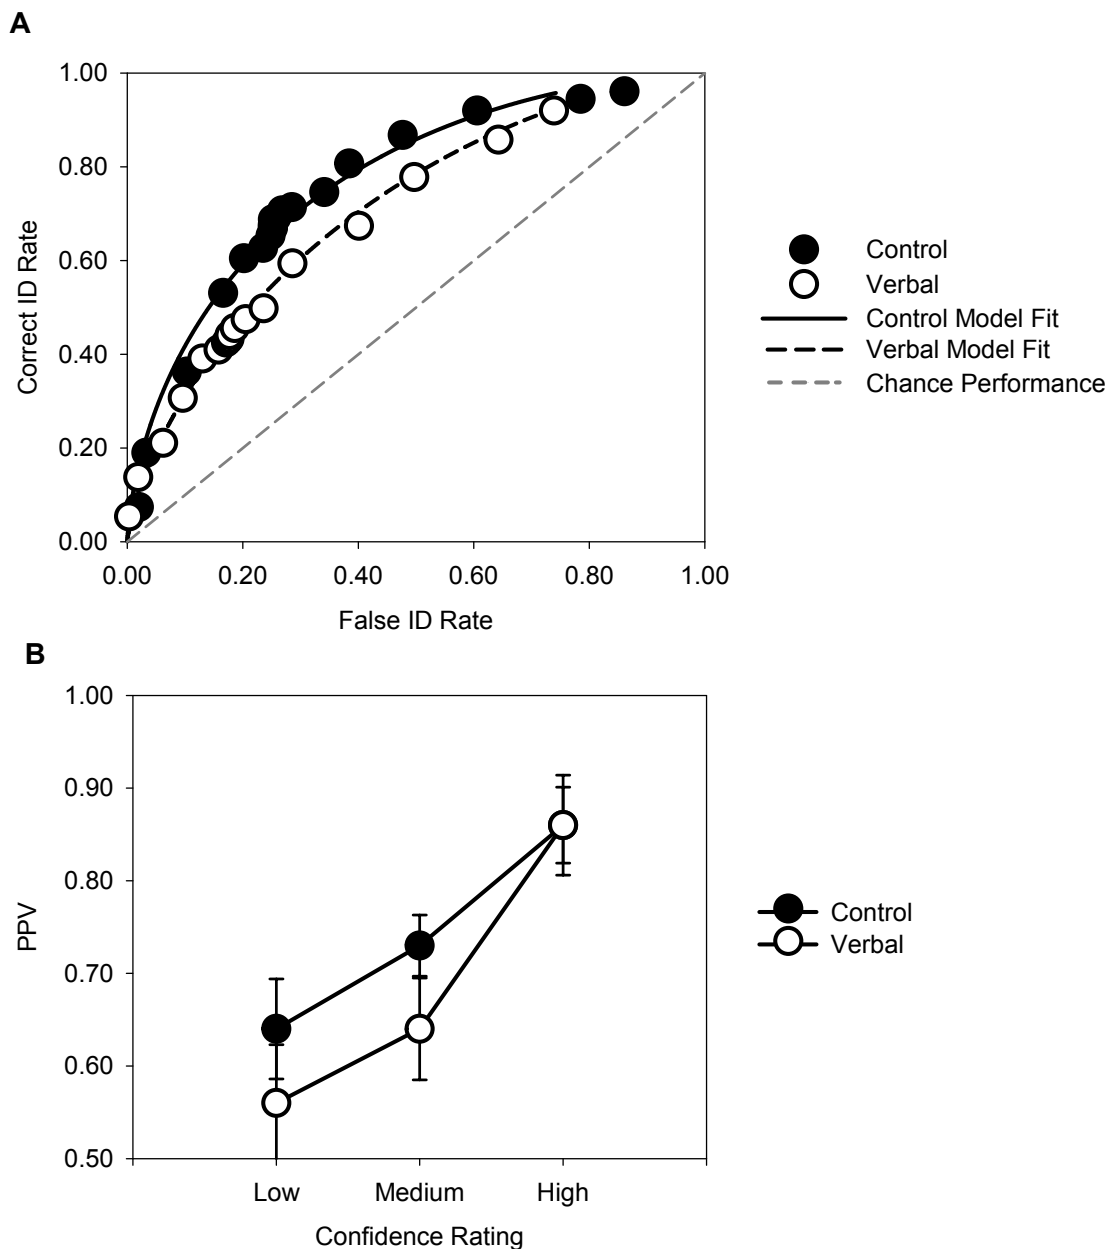 A
1.00
0.80
0.60
0.40
0.20
0.00
Correct ID Rate
0.00 0.20 0.40 0.60 0.80 1.00
False ID Rate
Control
Verbal
Control Model Fit
Verbal Model Fit
Chance Performance
B
1.00
0.90
0.80
0.70
0.60
0.50
PPV
Low Medium High
Confidence Rating
Control
Verbal